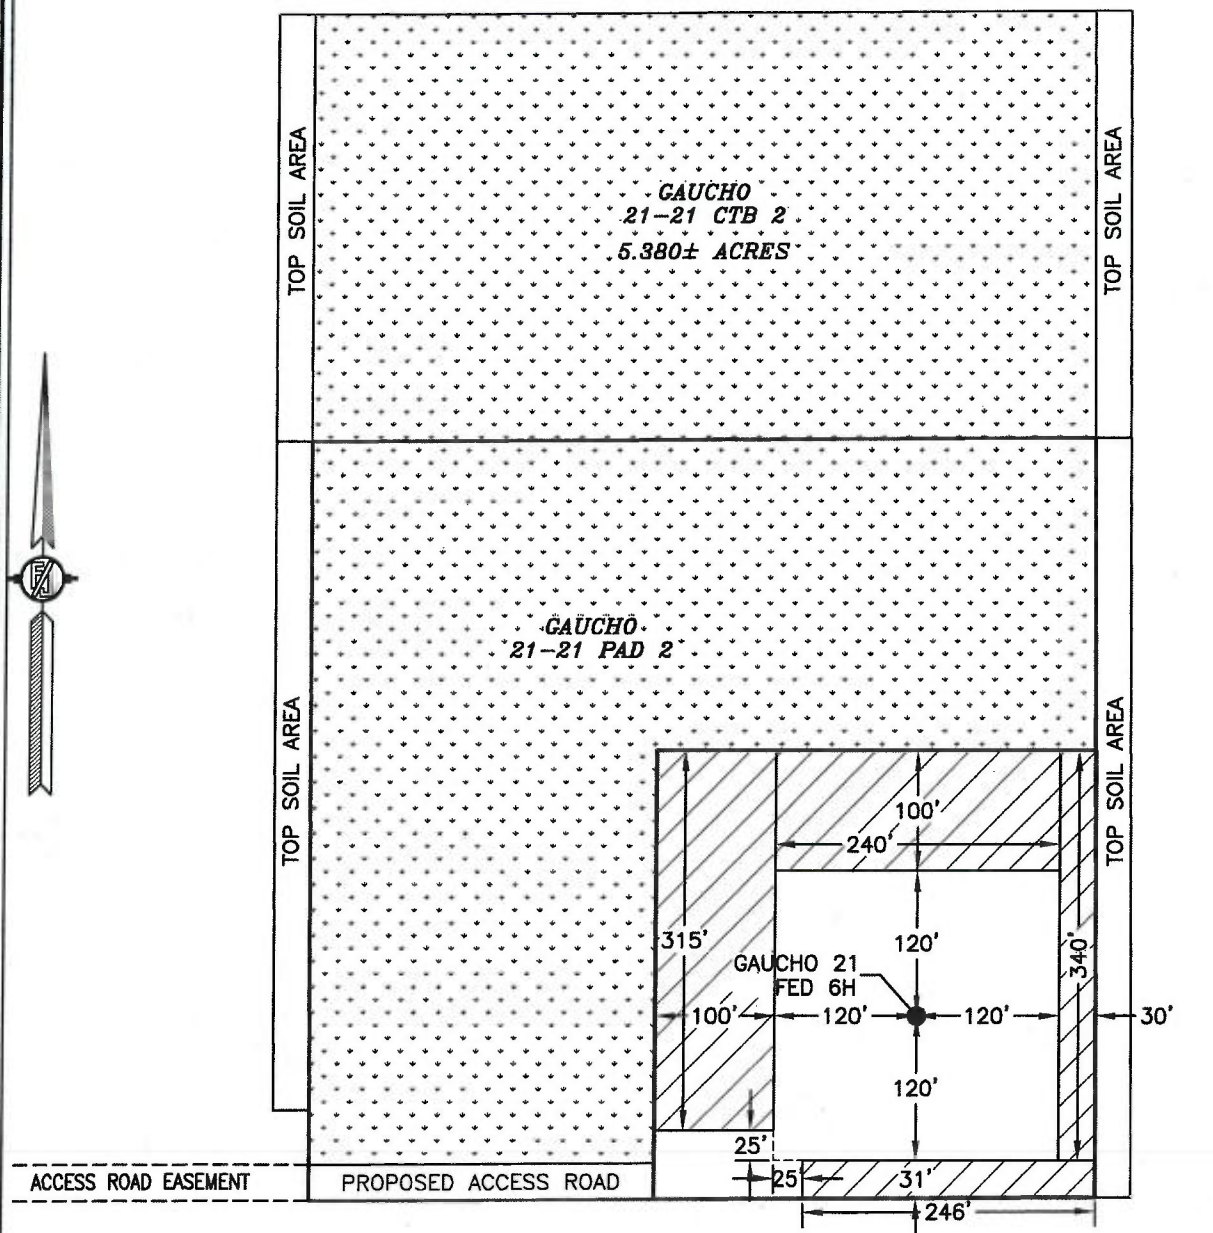 TOP SOIL AREA
TOP SOIL AREA
GAUCHO
21-21 CTB 2
5.380± ACRES
GAUCHO
21-21 PAD 2
TOP SOIL AREA
TOP SOIL AREA
100'
240'
315'
120'
340'
GAUCHO 21
FED 6H
100'
120'
120'
30'
120'
25'
ACCESS ROAD EASEMENT
PROPOSED ACCESS ROAD
25'
31'
246'